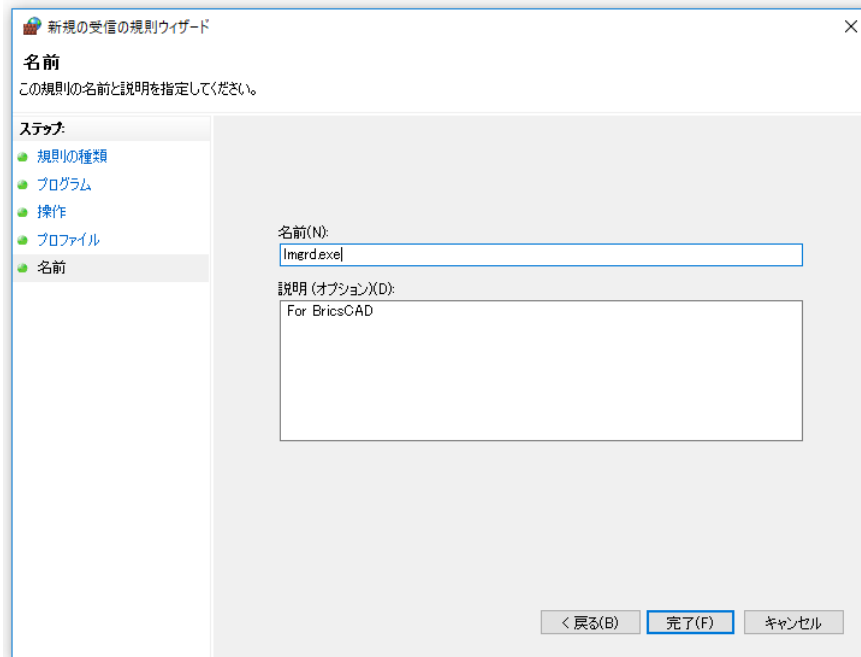 新規の受信の規則ウィザード
名前
この規則の名前と説明を指定してください。
ステップ:
規則の種類
プログラム
操作
プロファイル
名前
名前(N):
lmgrd.exe
説明 (オプション)(D):
For BricsCAD
< 戻る(B)
完了(F)
キャンセル